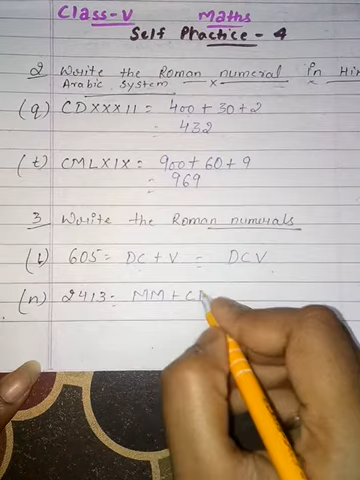 Class-V Maths
Self Practice - 4
2 Write the Roman numeral in Hin
Arabic System
(q) CDXXXII = 400 + 30 + 2
= 432
(t) CMLXIX = 900 + 60 + 9
= 969
3 Write the Roman numerals
(l) 605 = DC + V = DCV
(n) 2413 = MM + C